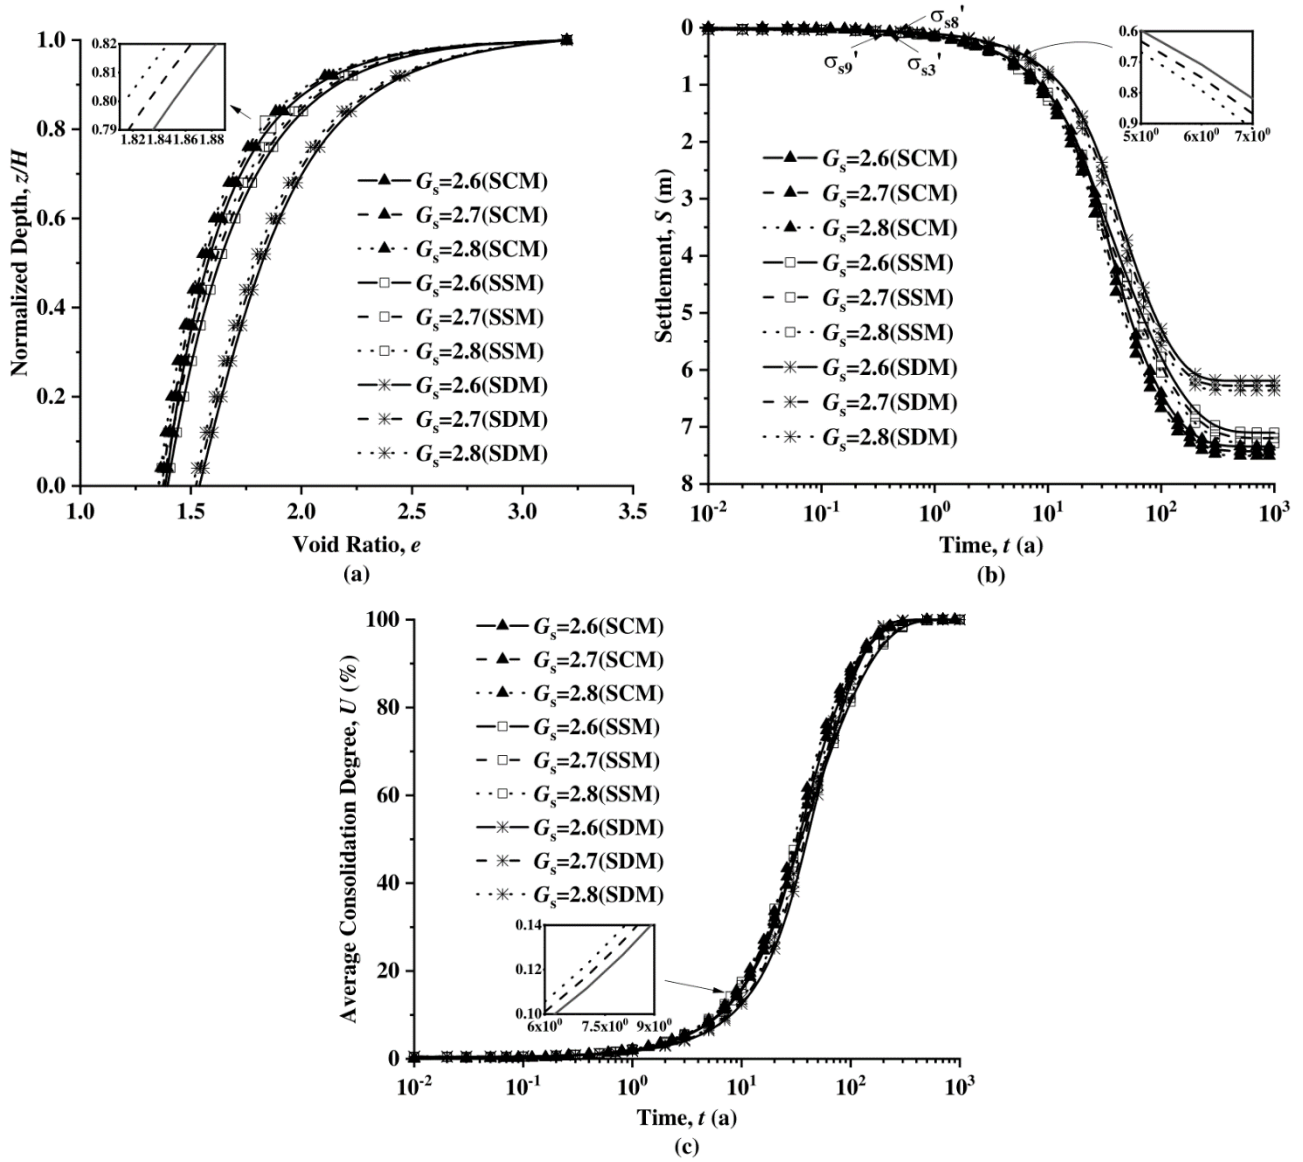 0.82
0.81
0.80
0.79
1.82 1.84 1.86 1.88
1.0
0.8
0.6
0.4
0.2
0.0
Normalized Depth, z/H
Gs=2.6(SCM)
Gs=2.7(SCM)
Gs=2.8(SCM)
Gs=2.6(SSM)
Gs=2.7(SSM)
Gs=2.8(SSM)
Gs=2.6(SDM)
Gs=2.7(SDM)
Gs=2.8(SDM)
1.0 1.5 2.0 2.5 3.0 3.5
Void Ratio, e
(a)
σs8'
σs9'
σs3'
0.6
0.7
0.8
0.9
5x10⁰ 6x10⁰ 7x10⁰
0
1
2
3
4
5
6
7
8
Settlement, S (m)
Gs=2.6(SCM)
Gs=2.7(SCM)
Gs=2.8(SCM)
Gs=2.6(SSM)
Gs=2.7(SSM)
Gs=2.8(SSM)
Gs=2.6(SDM)
Gs=2.7(SDM)
Gs=2.8(SDM)
10⁻² 10⁻¹ 10⁰ 10¹ 10² 10³
Time, t (a)
(b)
100
80
60
40
20
0
Average Consolidation Degree, U (%)
Gs=2.6(SCM)
Gs=2.7(SCM)
Gs=2.8(SCM)
Gs=2.6(SSM)
Gs=2.7(SSM)
Gs=2.8(SSM)
Gs=2.6(SDM)
Gs=2.7(SDM)
Gs=2.8(SDM)
0.14
0.12
0.10
6x10⁰ 7.5x10⁰ 9x10⁰
10⁻² 10⁻¹ 10⁰ 10¹ 10² 10³
Time, t (a)
(c)